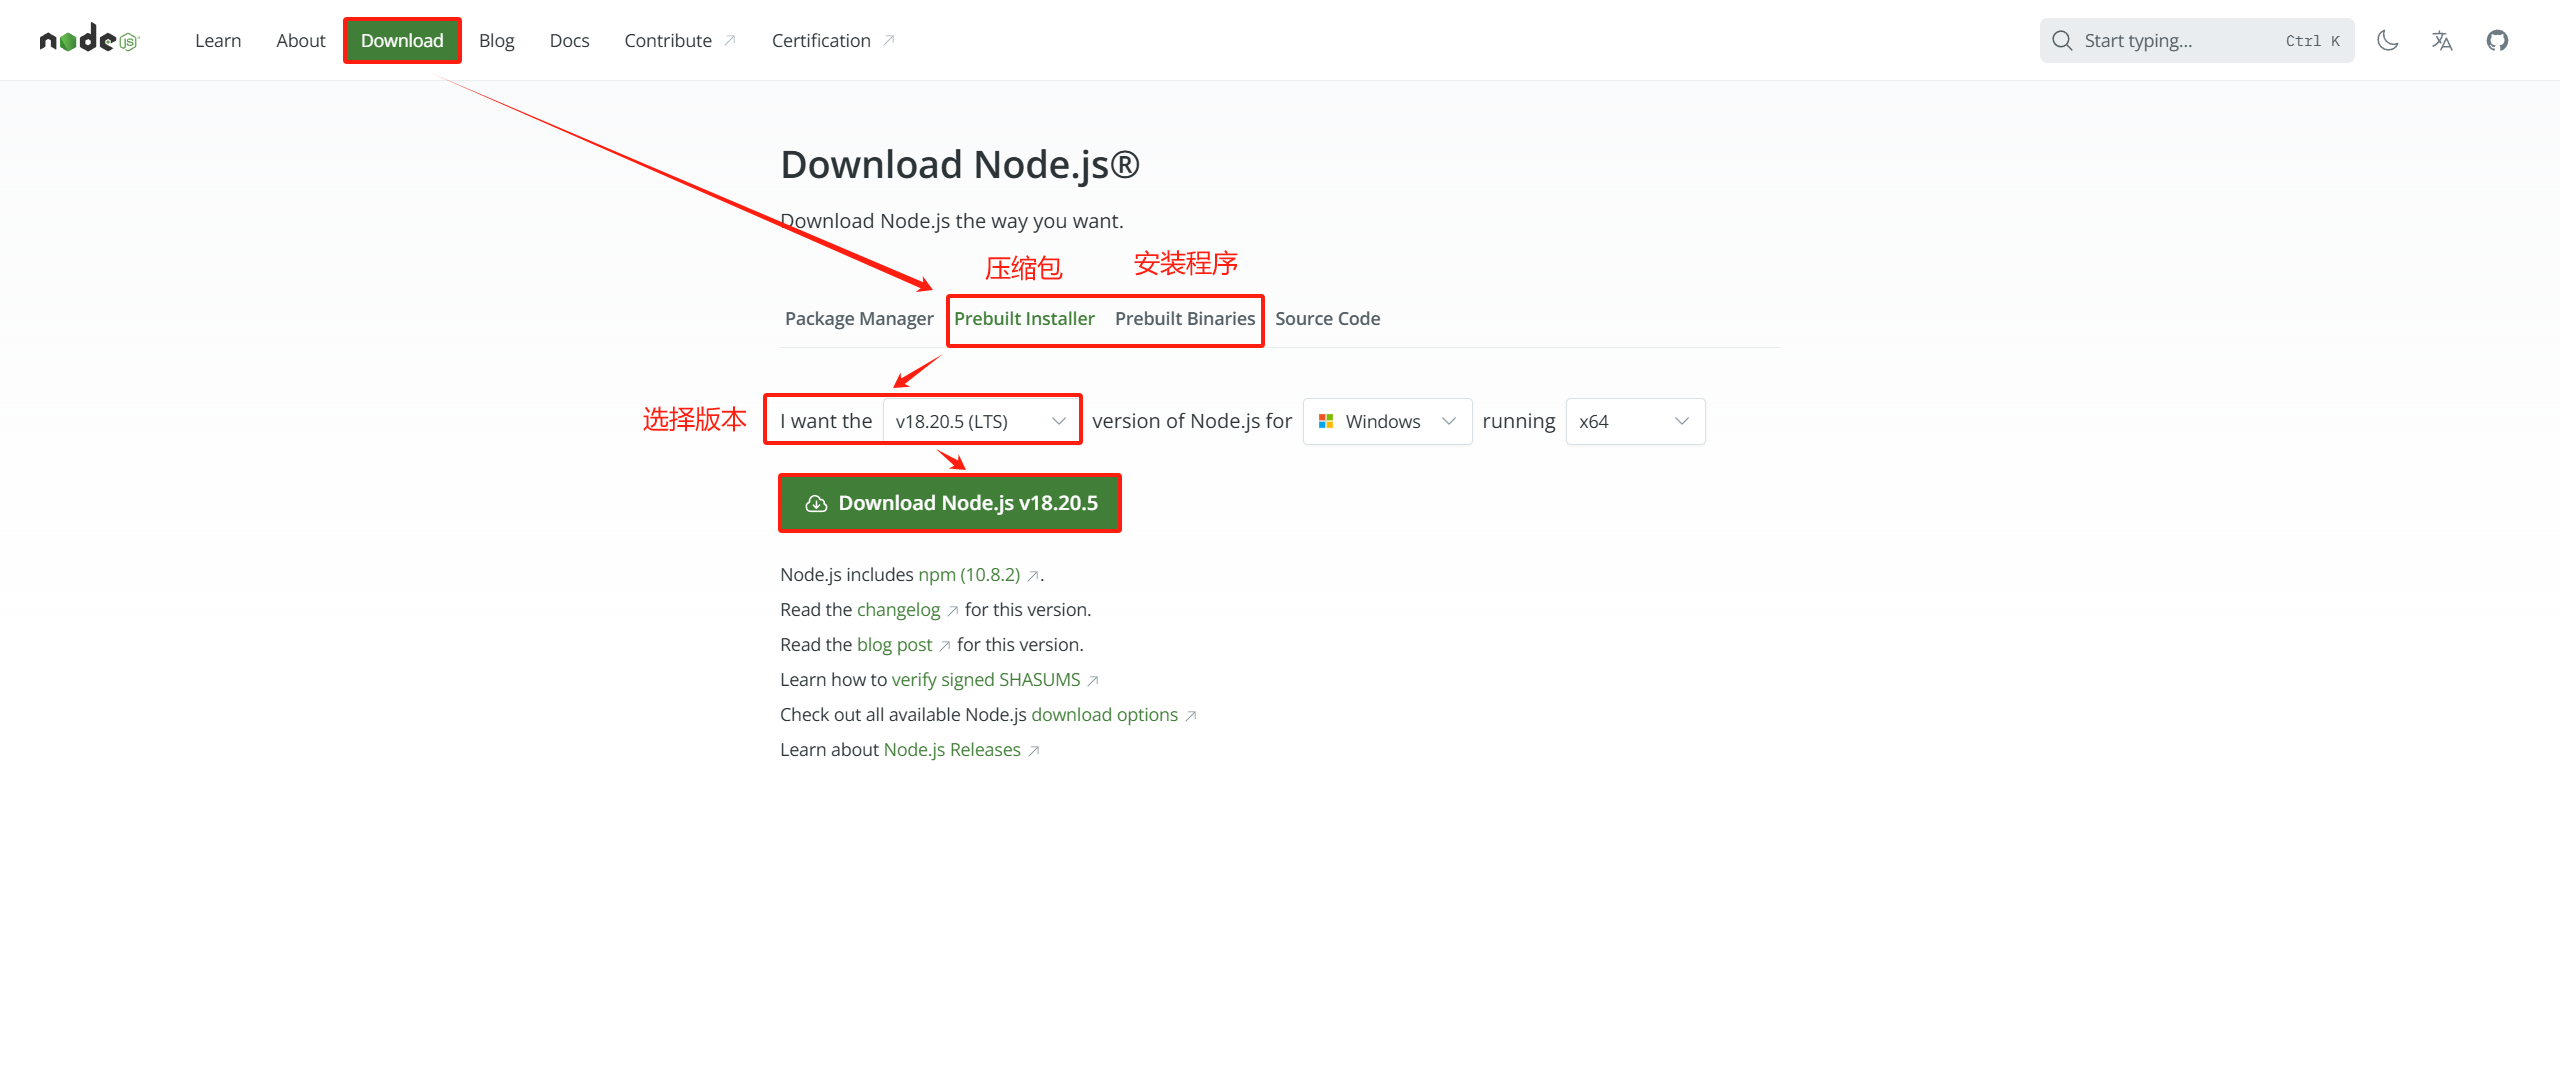 node JS
Learn About Download Blog Docs Contribute Certification Start typing... Ctrl K
Download Node.js®
Download Node.js the way you want.
压缩包 安装程序
Package Manager Prebuilt Installer Prebuilt Binaries Source Code
选择版本 I want the v18.20.5 (LTS) version of Node.js for Windows running x64
Download Node.js v18.20.5
Node.js includes npm (10.8.2) .
Read the changelog for this version.
Read the blog post for this version.
Learn how to verify signed SHASUMS
Check out all available Node.js download options
Learn about Node.js Releases